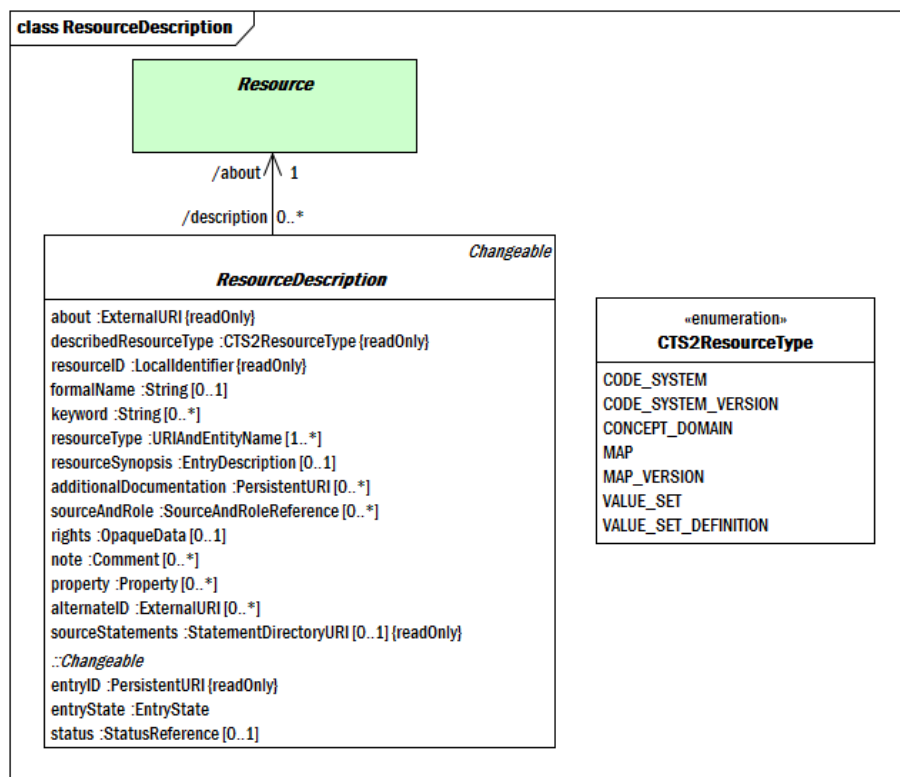 class ResourceDescription
Resource
/about 1
/description 0..*
Changeable
ResourceDescription
about :ExternalURI {readOnly}
describedResourceType :CTS2ResourceType {readOnly}
resourceID :LocalIdentifier {readOnly}
formalName :String [0..1]
keyword :String [0..*]
resourceType :URIAndEntityName [1..*]
resourceSynopsis :EntryDescription [0..1]
additionalDocumentation :PersistentURI [0..*]
sourceAndRole :SourceAndRoleReference [0..*]
rights :OpaqueData [0..1]
note :Comment [0..*]
property :Property [0..*]
alternateID :ExternalURI [0..*]
sourceStatements :StatementDirectoryURI [0..1] {readOnly}
::Changeable
entryID :PersistentURI {readOnly}
entryState :EntryState
status :StatusReference [0..1]
«enumeration»
CTS2ResourceType
CODE_SYSTEM
CODE_SYSTEM_VERSION
CONCEPT_DOMAIN
MAP
MAP_VERSION
VALUE_SET
VALUE_SET_DEFINITION